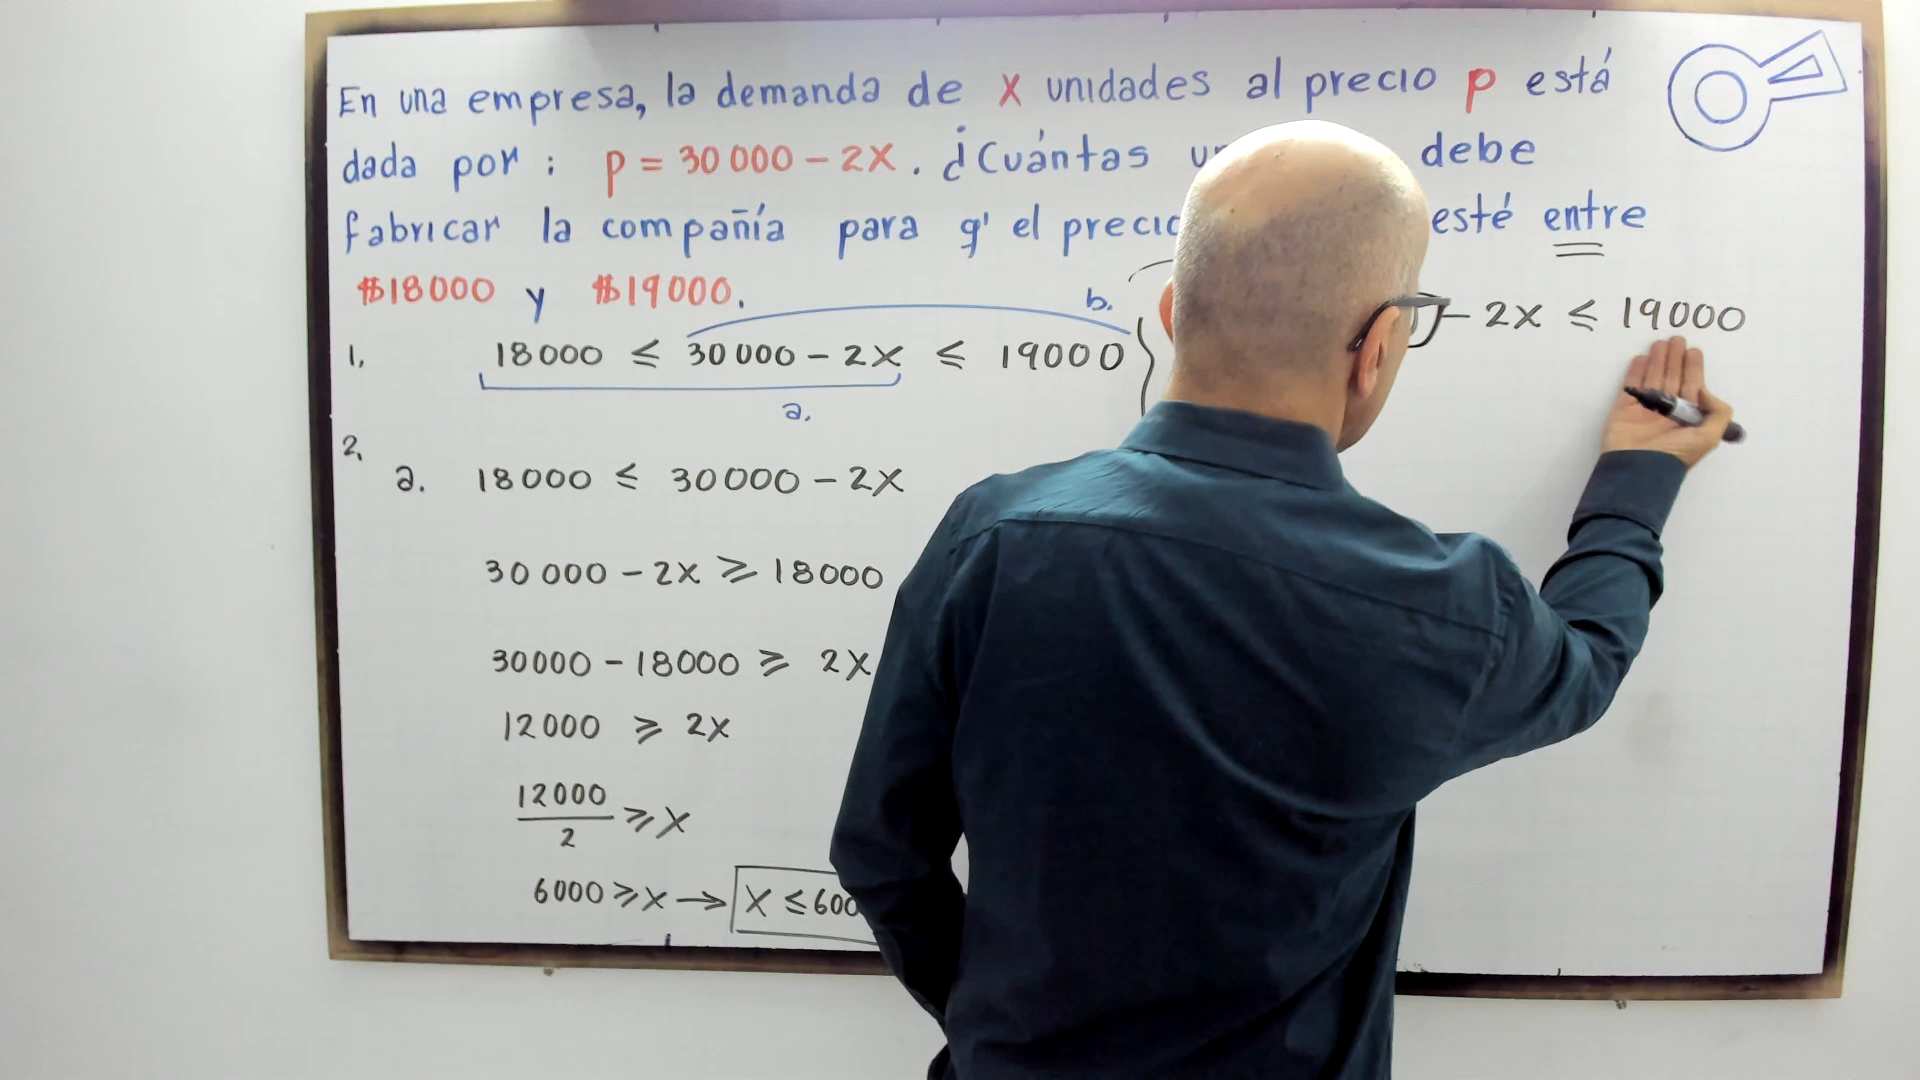 En una empresa, la demanda de x unidades al precio p está
dada por : p = 30 000 - 2x . ¿Cuántas debe
fabricar la compañía para q' el esté entre
$18000 y $19000.
1. 18000 ≤ 30 000 - 2x ≤ 19000
a.
b. - 2x ≤ 19000
2.
a. 18000 ≤ 30000 - 2x
30 000 - 2x ≥ 18000
30000 - 18000 ≥ 2x
12000 ≥ 2x
12000/2 ≥ x
6000 ≥ x → x ≤